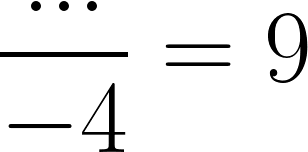 ... / -4 = 9